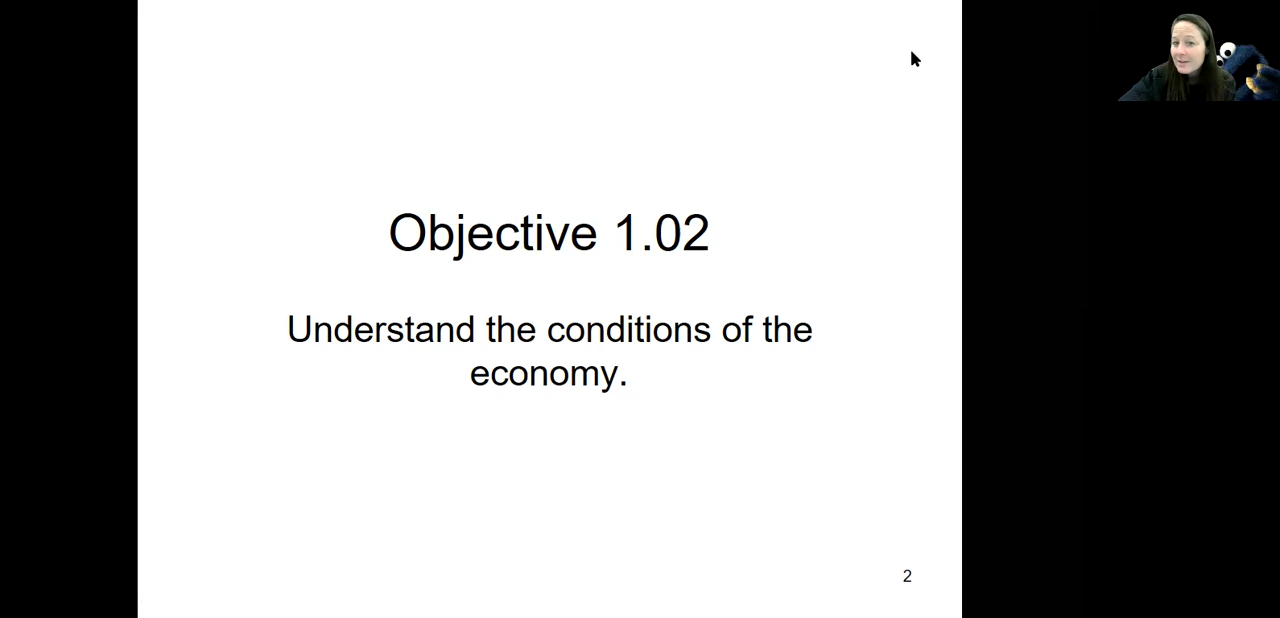 Objective 1.02
Understand the conditions of the
economy.
2